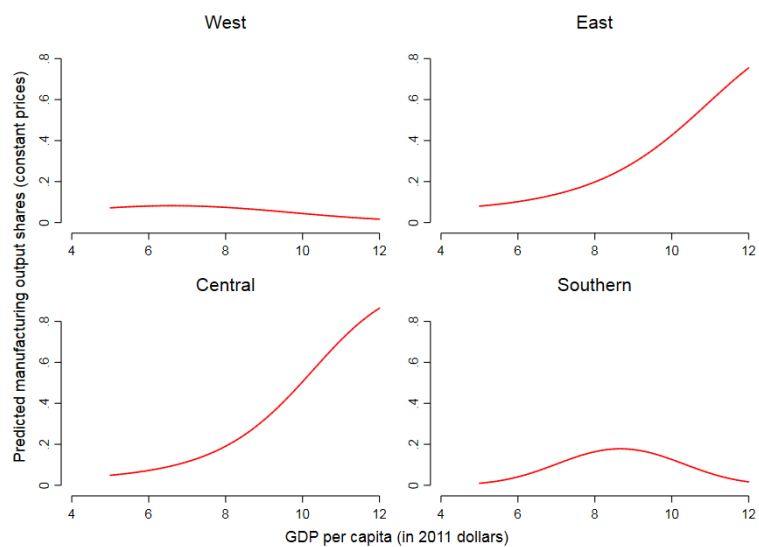 West
East
Predicted manufacturing output shares (constant prices)
0 .2 .4 .6 .8
4 6 8 10 12
0 .2 .4 .6 .8
4 6 8 10 12
Central
Southern
0 .2 .4 .6 .8
4 6 8 10 12
0 .2 .4 .6 .8
4 6 8 10 12
GDP per capita (in 2011 dollars)